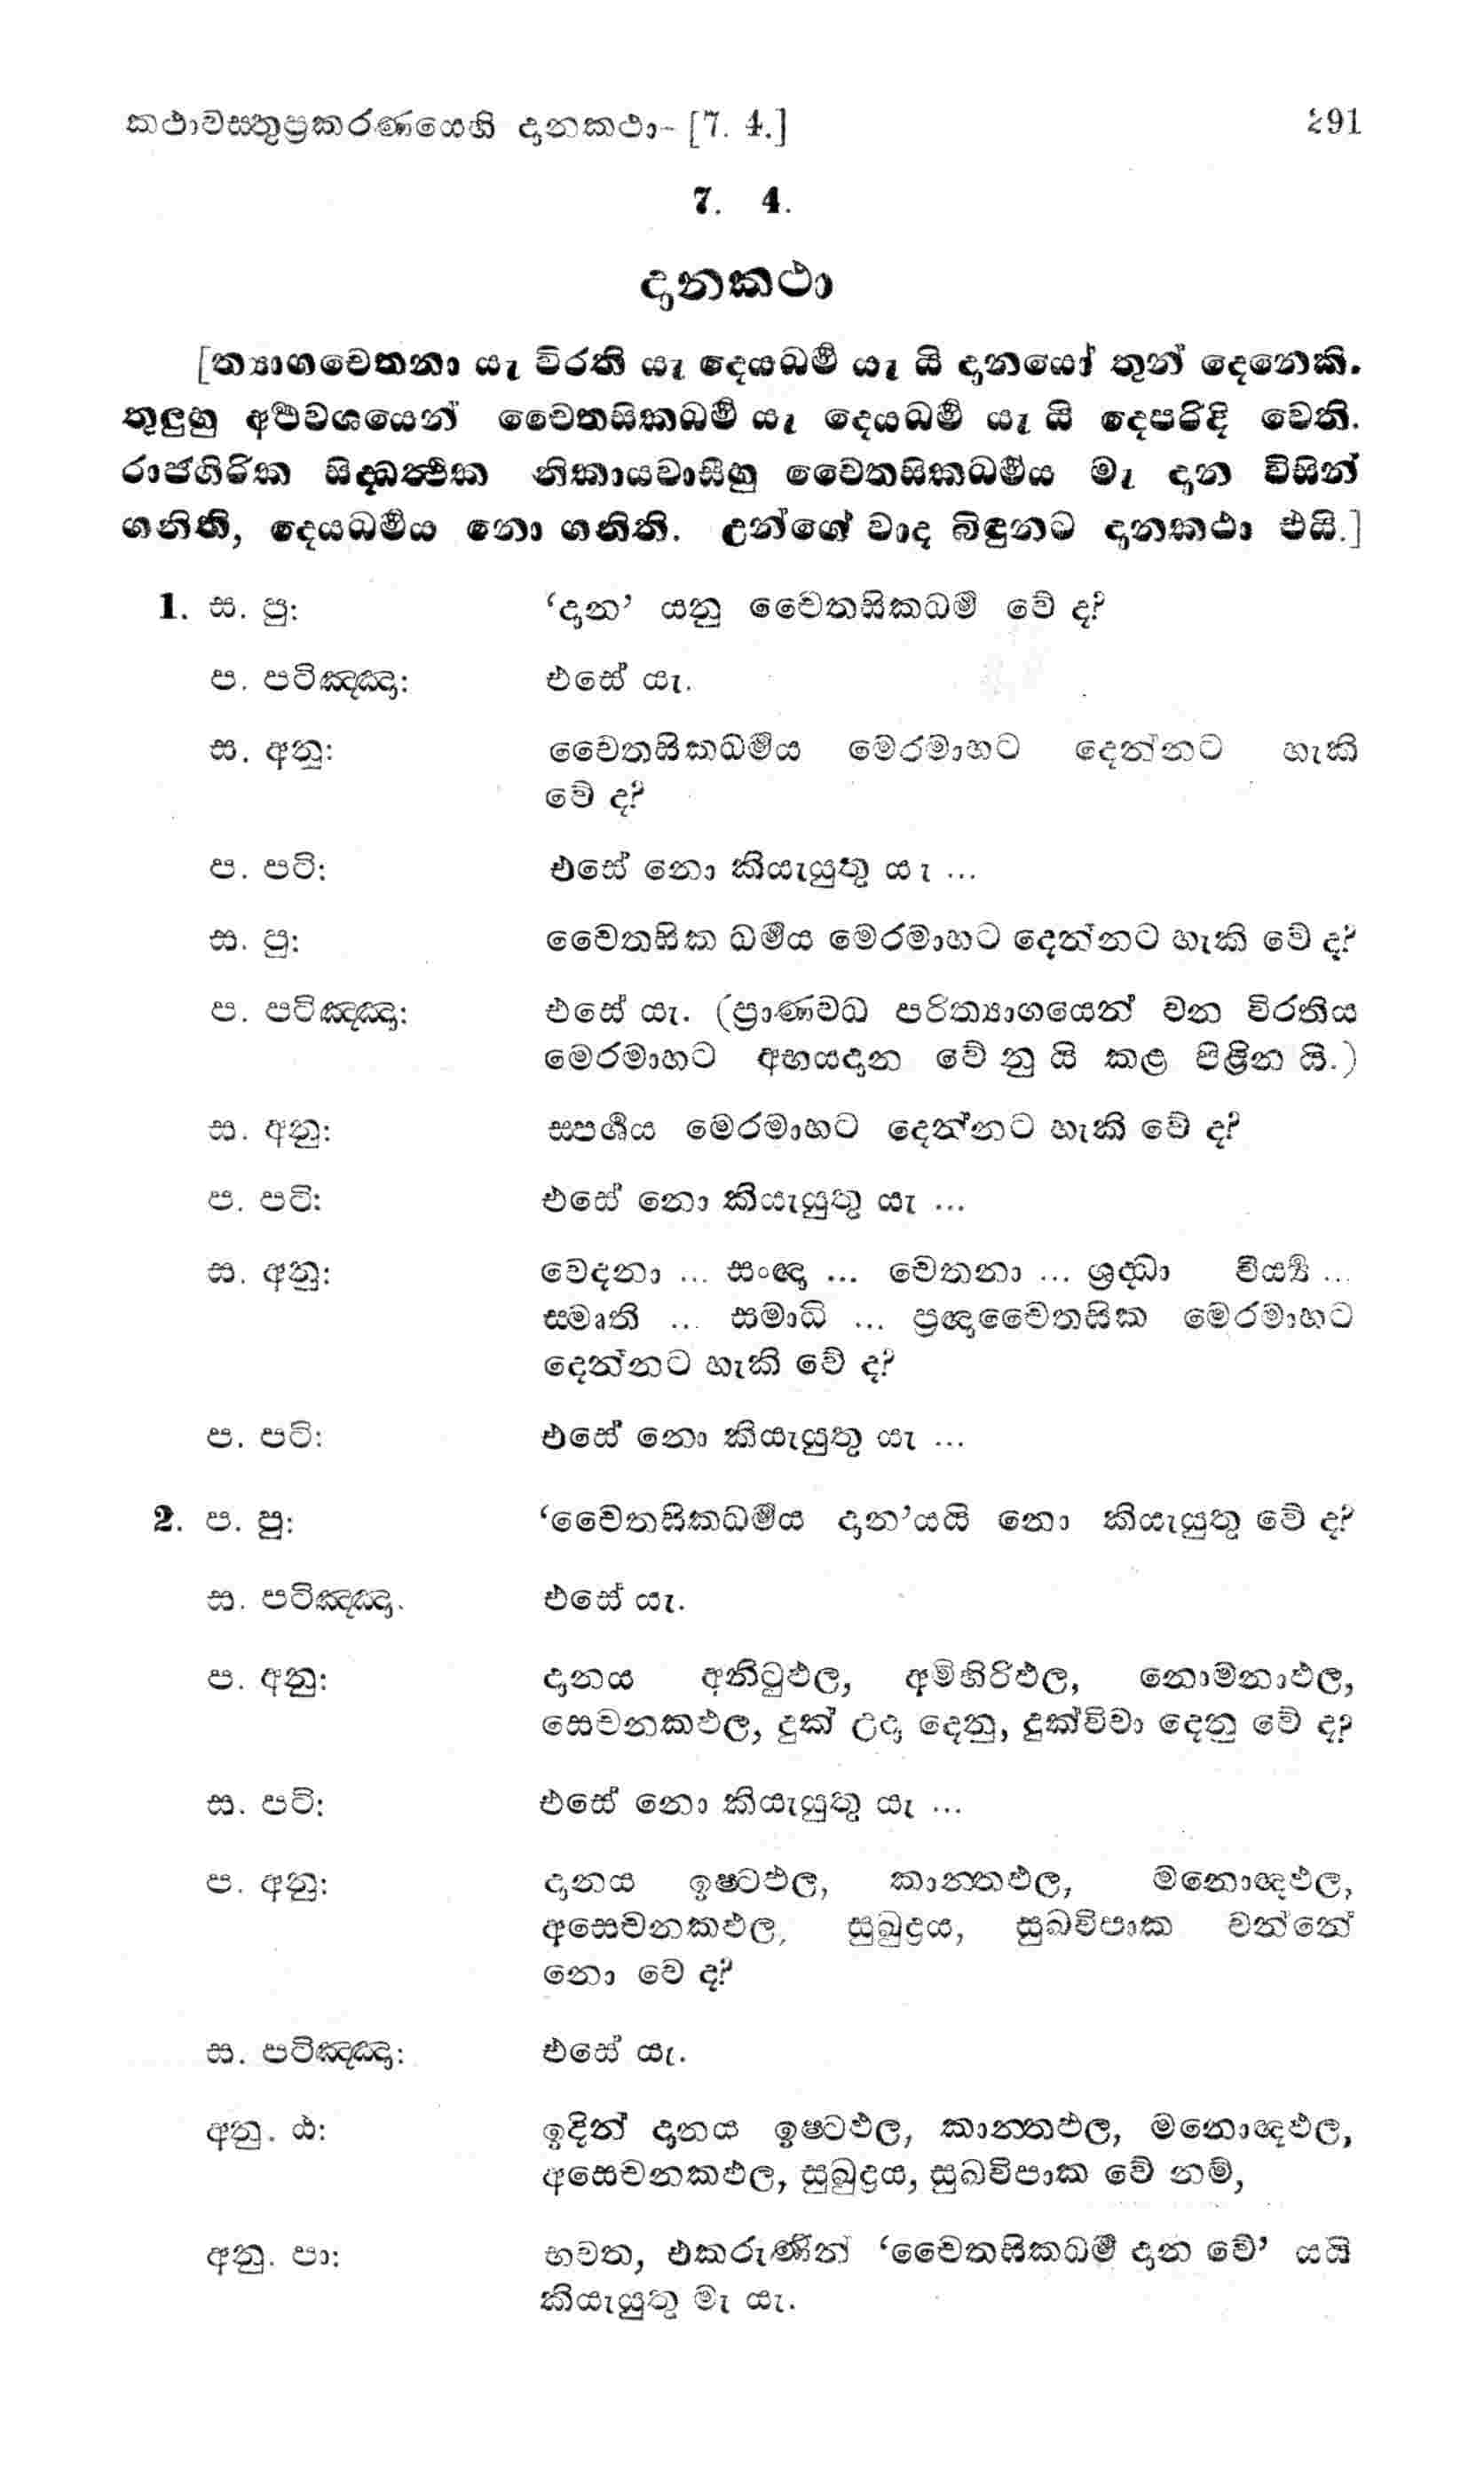 කථාවස‍්තුප්‍රකරණයෙහි දානකථා- [7. 4.] 291
7. 4.
දානකථා
[ත්‍යාගචෙතනා යැ විරති යැ දෙයධර්‍ම යැ යි දානයෝ තුන් දෙනෙකි.
තුලුහු අර්‍ථවශයෙන් චෛතසිකධර්‍ම යැ දෙයධර්‍ම යැ යි දෙපරිදි වෙති.
රාජගිරික සිද්ධාර්‍ථක නිකායවාසීහු චෛතසිකධර්‍මය මැ දාන විසින්
ගනිති, දෙයධර්‍මය නො ගනිති. උන්ගේ වාද බිඳුනට දානකථා එයි.]
1. ස. පු: ‘දාන’ යනු චෛතසිකධර්‍ම වේ ද?
ප. පටිඤ්ඤා: එසේ යැ.
ස. අනු: චෛතසිකධර්‍මය මෙරමාහට දෙන්නට හැකි
වේ ද?
ප. පටි: එසේ නො කියැයුතු යැ ...
ස. පු: චෛතසික ධර්‍මය මෙරමාහට දෙන්නට හැකි වේ ද?
ප. පටිඤ්ඤා: එසේ යැ. (ප්‍රාණවධ පරිත්‍යාගයෙන් වන විරතිය
මෙරමාහට අභයදාන වේ නු යි කළ පිළින යි.)
ස. අනු: ස්පර්‍ශය මෙරමාහට දෙන්නට හැකි වේ ද?
ප. පටි: එසේ නො කියැයුතු යැ ...
ස. අනු: වෙදනා ... සංඥා ... චෙතනා ... ශ්‍රද්ධා වීර්‍ය්‍ය ...
ස්මෘති ... සමාධි ... ප්‍රඥාචෛතසික මෙරමාහට
දෙන්නට හැකි වේ ද?
ප. පටි: එසේ නො කියැයුතු යැ ...
2. ප. පු: ‘චෛතසිකධර්‍මය දාන’යයි නො කියැයුතු වේ ද?
ස. පටිඤ්ඤා. එසේ යැ.
ප. අනු: දානය අනිටුඵල, අමිහිරිඵල, නොමනාඵල,
සෙචනකඵල, දුක් උදා දෙනු, දුක්විවා දෙනු වේ ද?
ස. පටි: එසේ නො කියැයුතු යැ ...
ප. අනු: දානය ඉෂ්ටඵල, කාන්තඵල, මනොඥඵල,
අසෙචනකඵල, සුඛුද්‍රය, සුඛවිපාක වන්නේ
නො වෙ ද?
ස. පටිඤ්ඤා: එසේ යැ.
අනු. ඨ: ඉදින් දානය ඉෂ්ටඵල, කාන්තඵල, මනොඥඵල,
අසෙචනකඵල, සුඛුද්‍රය, සුඛවිපාක වේ නම්,
අනු. පා: භවත, එකරුණින් ‘චෛතසිකධර්‍ම දාන වේ’ යයි
කියැයුතු මැ යැ.